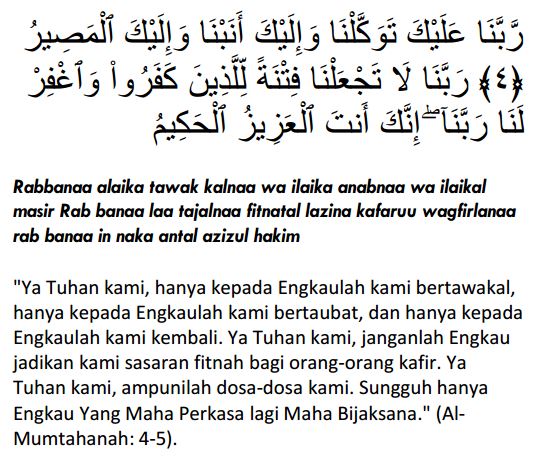 رَّبَّنَا عَلَيْكَ تَوَكَّلْنَا وَإِلَيْكَ أَنَبْنَا وَإِلَيْكَ ٱلْمَصِيرُ
﴿٤﴾ رَبَّنَا لَا تَجْعَلْنَا فِتْنَةً لِّلَّذِينَ كَفَرُوا۟ وَٱغْفِرْ
لَنَا رَبَّنَآ ۖ إِنَّكَ أَنتَ ٱلْعَزِيزُ ٱلْحَكِيمُ
Rabbanaa alaika tawak kalnaa wa ilaika anabnaa wa ilaikal
masir Rab banaa laa tajalnaa fitnatal lazina kafaruu wagfirlanaa
rab banaa in naka antal azizul hakim
"Ya Tuhan kami, hanya kepada Engkaulah kami bertawakal,
hanya kepada Engkaulah kami bertaubat, dan hanya kepada
Engkaulah kami kembali. Ya Tuhan kami, janganlah Engkau
jadikan kami sasaran fitnah bagi orang-orang kafir. Ya
Tuhan kami, ampunilah dosa-dosa kami. Sungguh hanya
Engkau Yang Maha Perkasa lagi Maha Bijaksana." (Al-
Mumtahanah: 4-5).